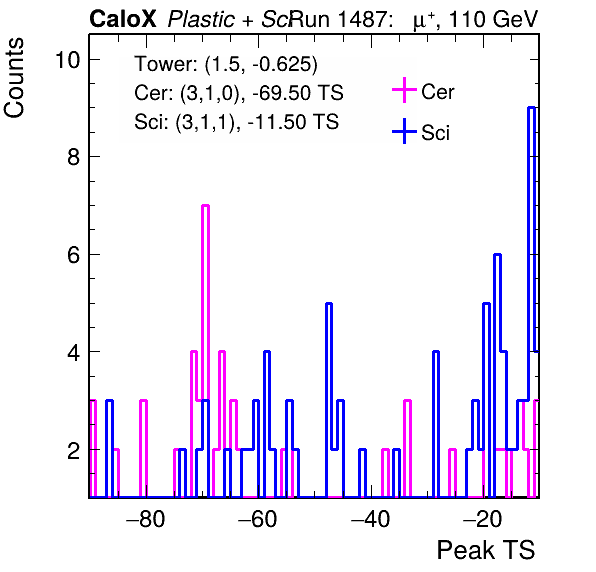 CaloX Plastic + Sci Run 1487: μ⁺, 110 GeV
Counts
10
8
6
4
2
Tower: (1.5, -0.625)
Cer: (3,1,0), -69.50 TS
Sci: (3,1,1), -11.50 TS
Cer
Sci
−80 −60 −40 −20
Peak TS